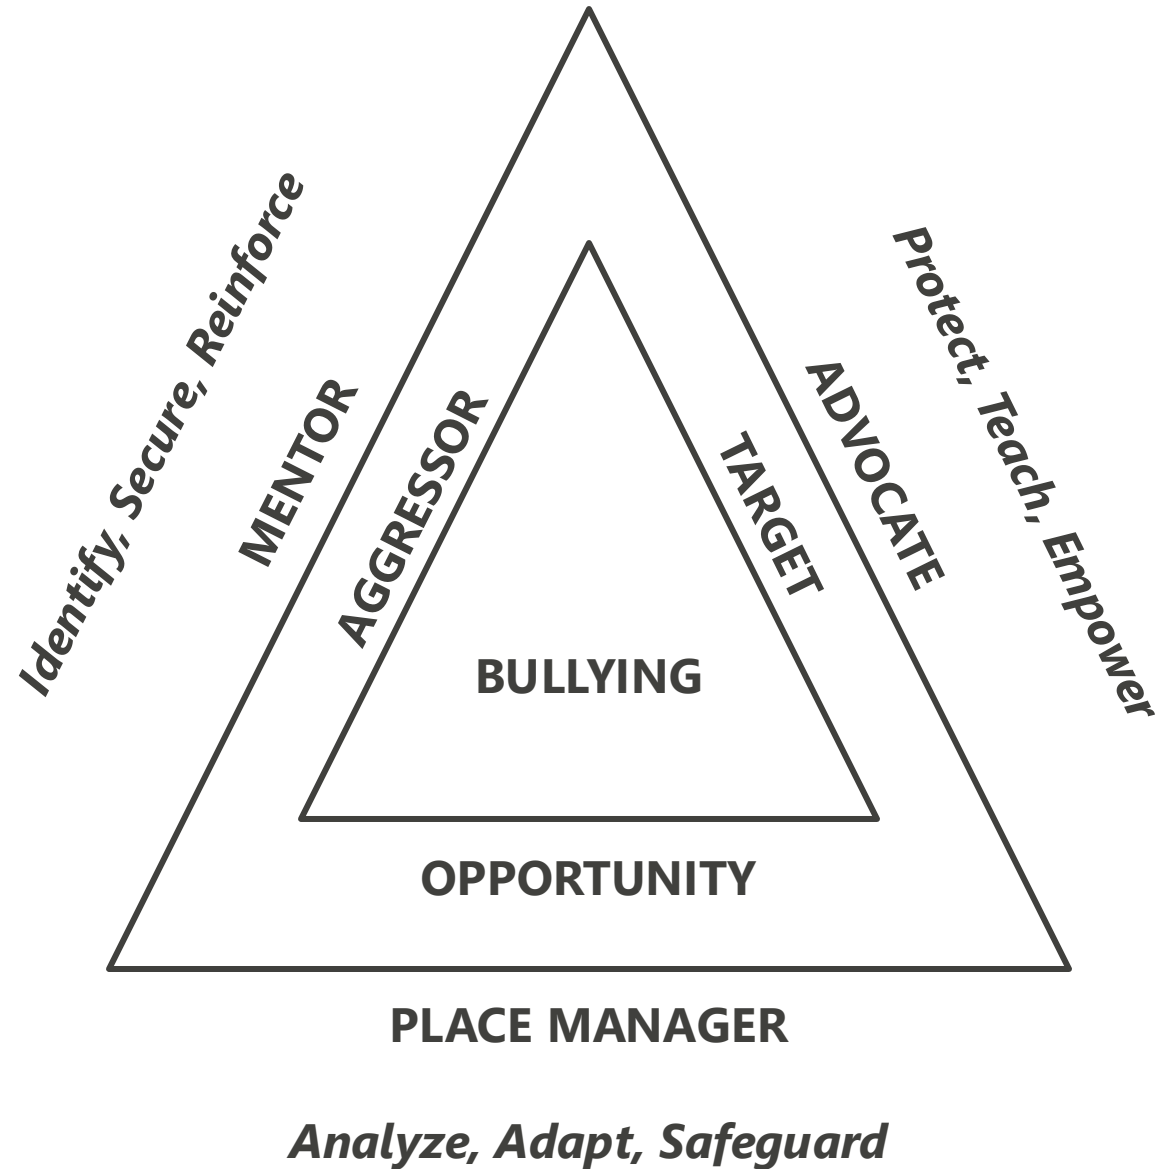 Identify, Secure, Reinforce
MENTOR
AGGRESSOR
Protect, Teach, Empower
ADVOCATE
TARGET
BULLYING
OPPORTUNITY
PLACE MANAGER
Analyze, Adapt, Safeguard